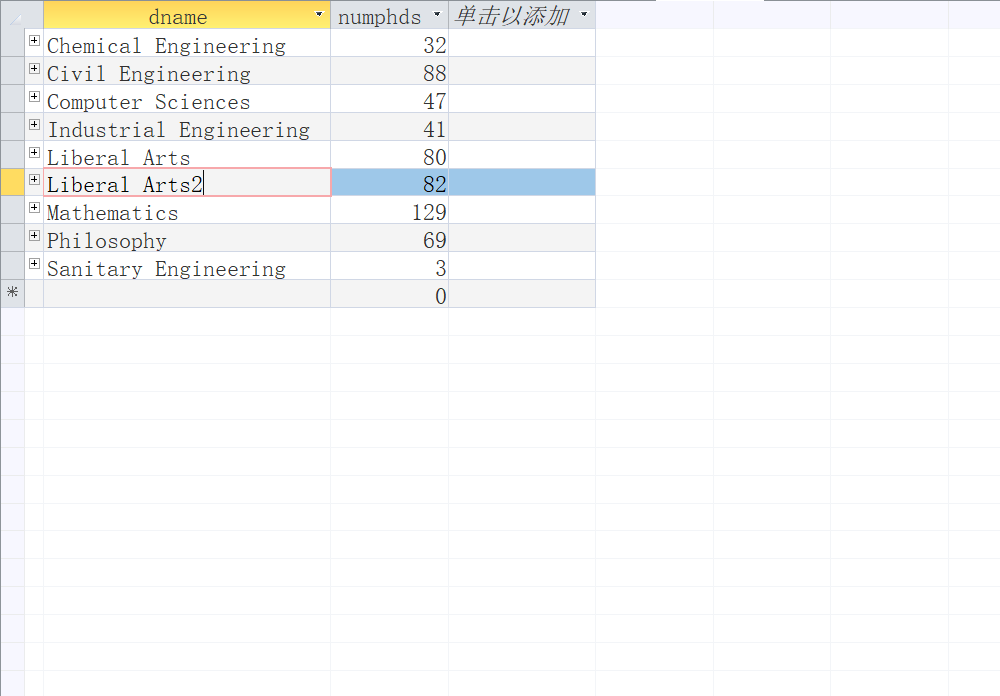 dname numphds 单击以添加
Chemical Engineering 32
Civil Engineering 88
Computer Sciences 47
Industrial Engineering 41
Liberal Arts 80
Liberal Arts2 82
Mathematics 129
Philosophy 69
Sanitary Engineering 3
0